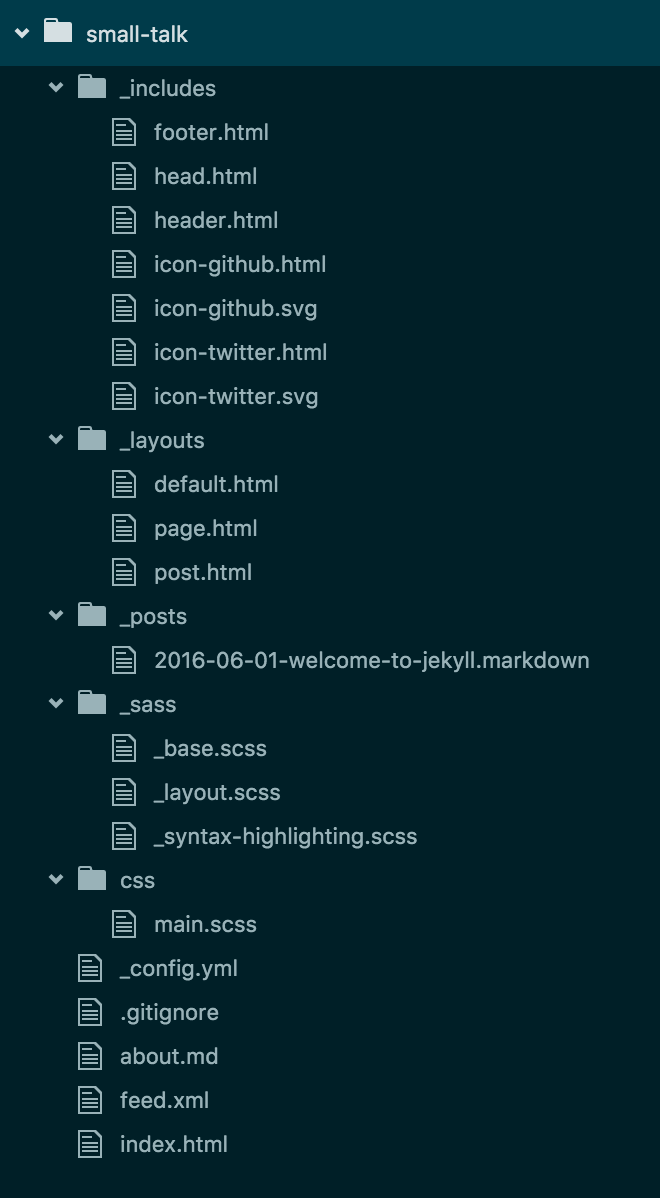 small-talk
_includes
footer.html
head.html
header.html
icon-github.html
icon-github.svg
icon-twitter.html
icon-twitter.svg
_layouts
default.html
page.html
post.html
_posts
2016-06-01-welcome-to-jekyll.markdown
_sass
_base.scss
_layout.scss
_syntax-highlighting.scss
css
main.scss
_config.yml
.gitignore
about.md
feed.xml
index.html